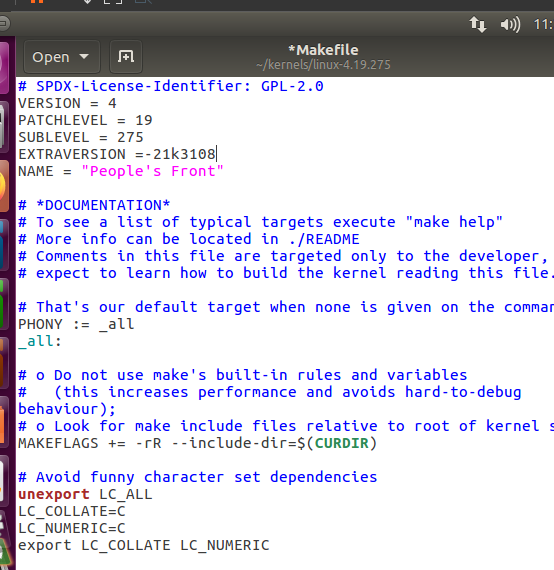 11:
Open
*Makefile
~/kernels/linux-4.19.275
# SPDX-License-Identifier: GPL-2.0
VERSION = 4
PATCHLEVEL = 19
SUBLEVEL = 275
EXTRAVERSION =-21k3108
NAME = "People's Front"
# *DOCUMENTATION*
# To see a list of typical targets execute "make help"
# More info can be located in ./README
# Comments in this file are targeted only to the developer,
# expect to learn how to build the kernel reading this file.
# That's our default target when none is given on the comman
PHONY := _all
_all:
# o Do not use make's built-in rules and variables
#   (this increases performance and avoids hard-to-debug
behaviour);
# o Look for make include files relative to root of kernel s
MAKEFLAGS += -rR --include-dir=$(CURDIR)
# Avoid funny character set dependencies
unexport LC_ALL
LC_COLLATE=C
LC_NUMERIC=C
export LC_COLLATE LC_NUMERIC